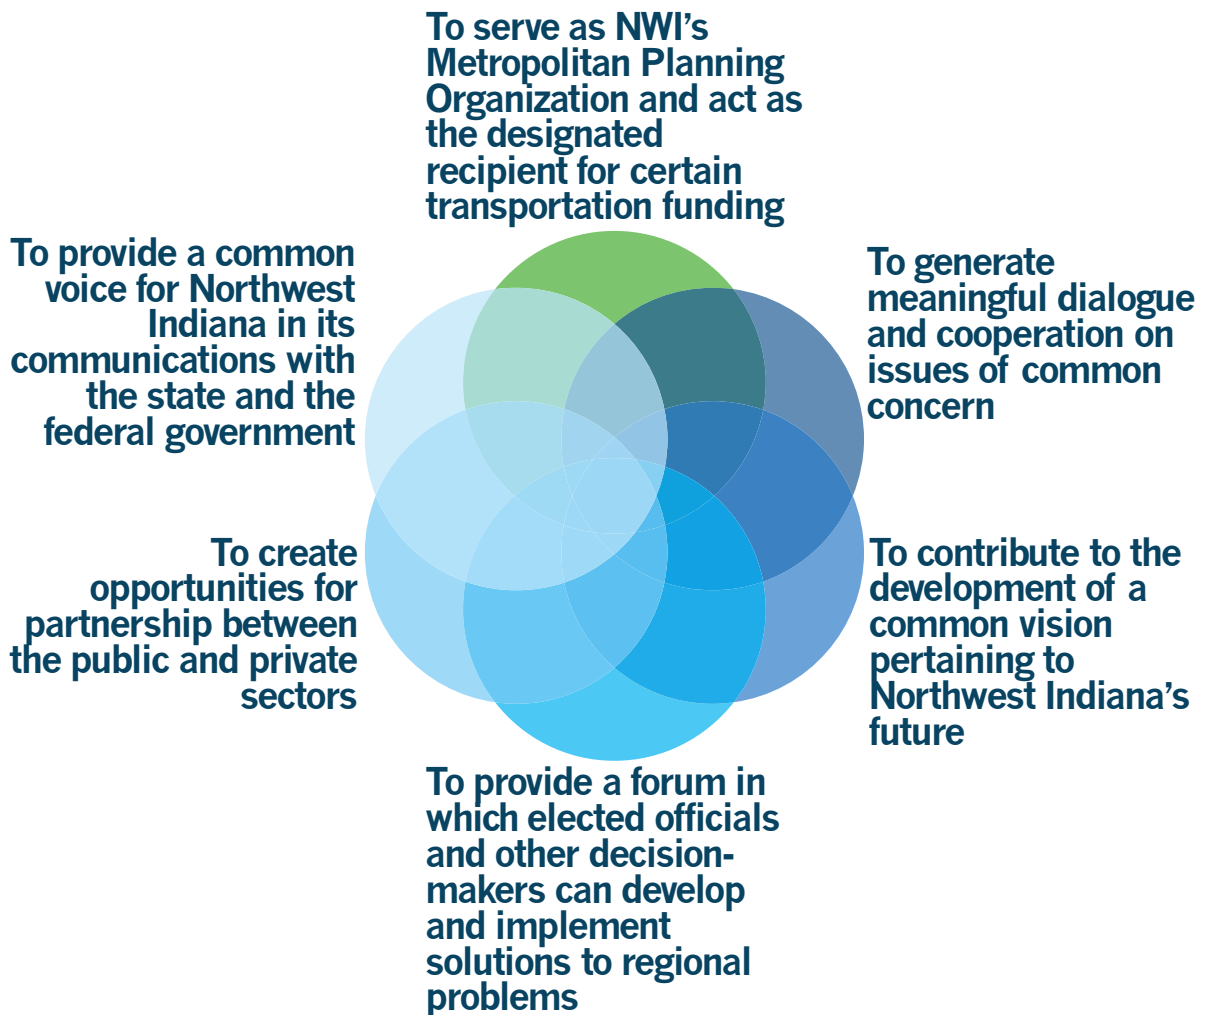 To serve as NWI’s
Metropolitan Planning
Organization and act as
the designated
recipient for certain
transportation funding
To provide a common
voice for Northwest
Indiana in its
communications with
the state and the
federal government
To generate
meaningful dialogue
and cooperation on
issues of common
concern
To create
opportunities for
partnership between
the public and private
sectors
To contribute to the
development of a
common vision
pertaining to
Northwest Indiana’s
future
To provide a forum in
which elected officials
and other decision-
makers can develop
and implement
solutions to regional
problems